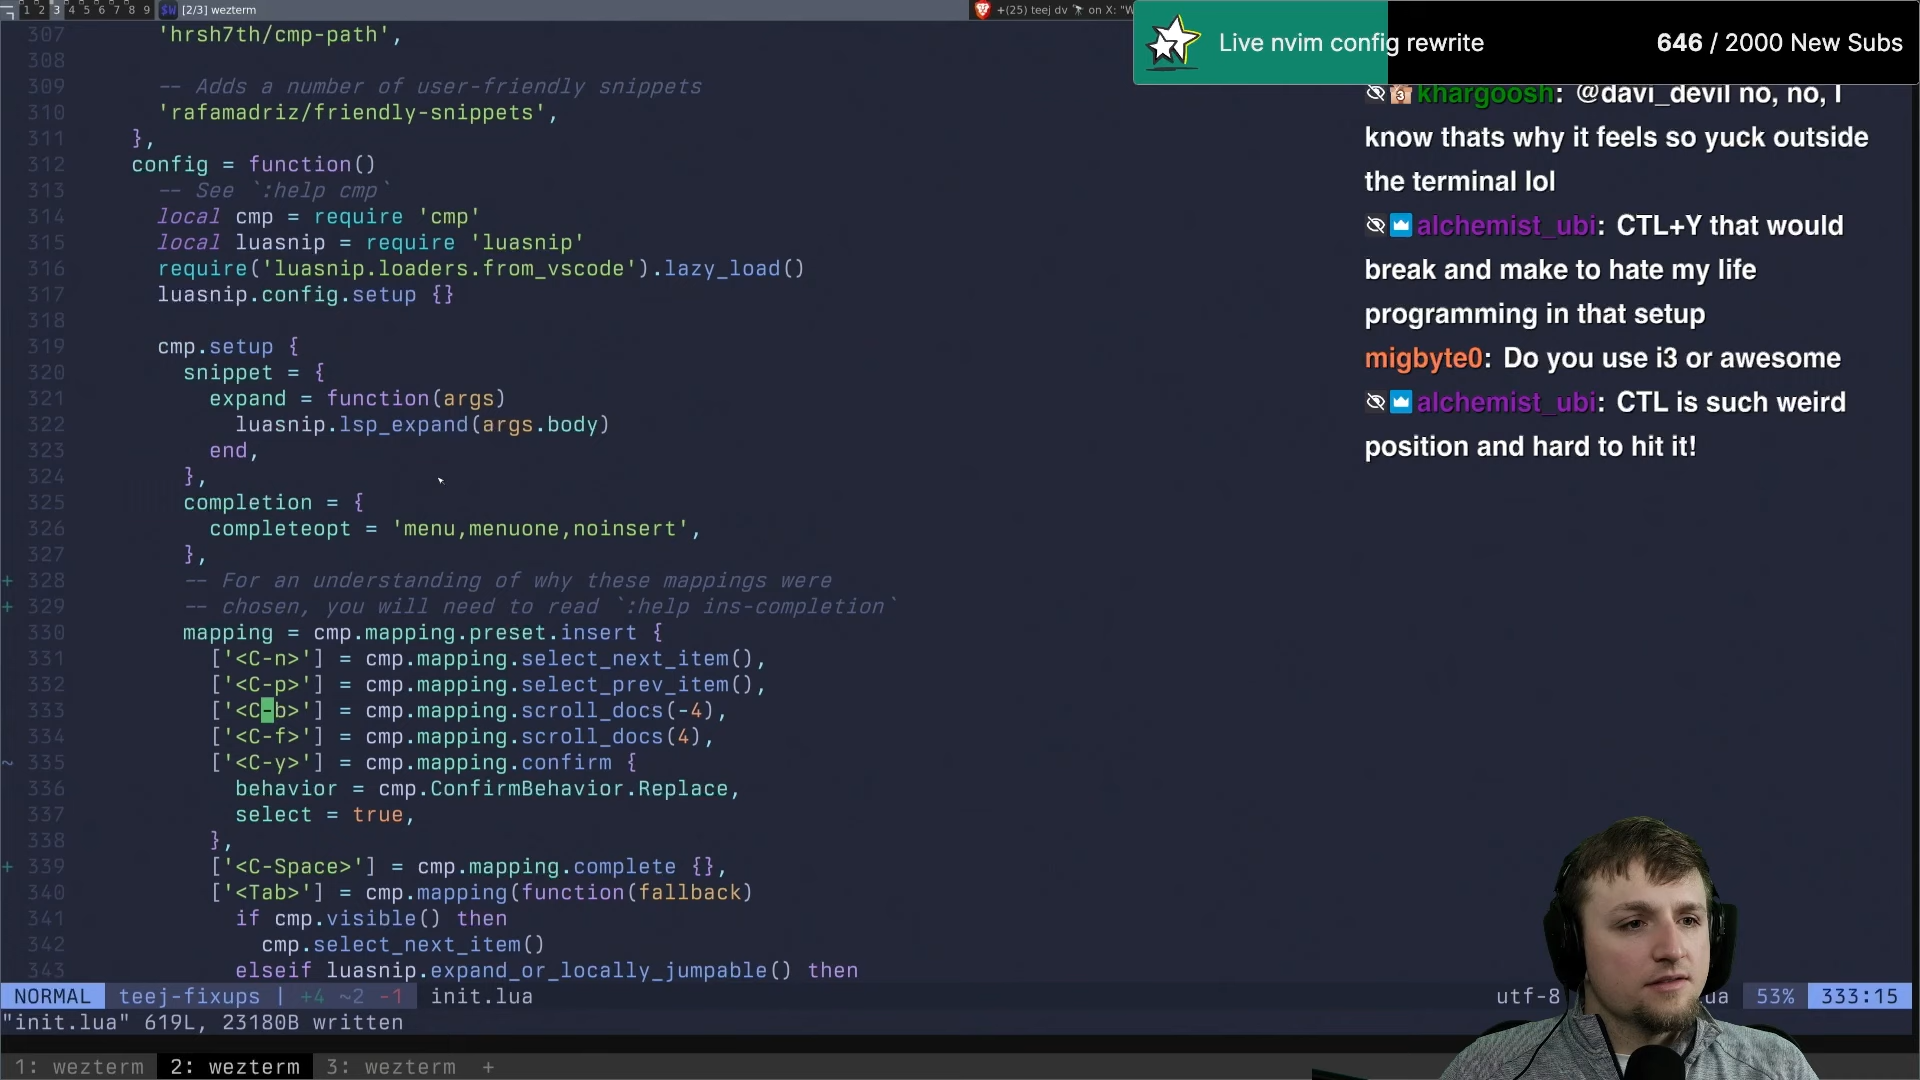 1 2 3 4 5 6 7 8 9 $W [2/3] wezterm +(25) teej dv 🔭 on X: "W
Live nvim config rewrite 646 / 2000 New Subs
307 'hrsh7th/cmp-path',
308
309 -- Adds a number of user-friendly snippets
310 'rafamadriz/friendly-snippets',
311 },
312 config = function()
313 -- See `:help cmp`
314 local cmp = require 'cmp'
315 local luasnip = require 'luasnip'
316 require('luasnip.loaders.from_vscode').lazy_load()
317 luasnip.config.setup {}
318
319 cmp.setup {
320 snippet = {
321 expand = function(args)
322 luasnip.lsp_expand(args.body)
323 end,
324 },
325 completion = {
326 completeopt = 'menu,menuone,noinsert',
327 },
+ 328 -- For an understanding of why these mappings were
+ 329 -- chosen, you will need to read `:help ins-completion`
330 mapping = cmp.mapping.preset.insert {
331 ['<C-n>'] = cmp.mapping.select_next_item(),
332 ['<C-p>'] = cmp.mapping.select_prev_item(),
333 ['<C-b>'] = cmp.mapping.scroll_docs(-4),
334 ['<C-f>'] = cmp.mapping.scroll_docs(4),
~ 335 ['<C-y>'] = cmp.mapping.confirm {
336 behavior = cmp.ConfirmBehavior.Replace,
337 select = true,
338 },
+ 339 ['<C-Space>'] = cmp.mapping.complete {},
340 ['<Tab>'] = cmp.mapping(function(fallback)
341 if cmp.visible() then
342 cmp.select_next_item()
343 elseif luasnip.expand_or_locally_jumpable() then
NORMAL teej-fixups | +4 ~2 -1 init.lua utf-8 ua 53% 333:15
"init.lua" 619L, 23180B written
1: wezterm 2: wezterm 3: wezterm +
khargoosh: @davi_devil no, no, I
know thats why it feels so yuck outside
the terminal lol
alchemist_ubi: CTL+Y that would
break and make to hate my life
programming in that setup
migbyte0: Do you use i3 or awesome
alchemist_ubi: CTL is such weird
position and hard to hit it!